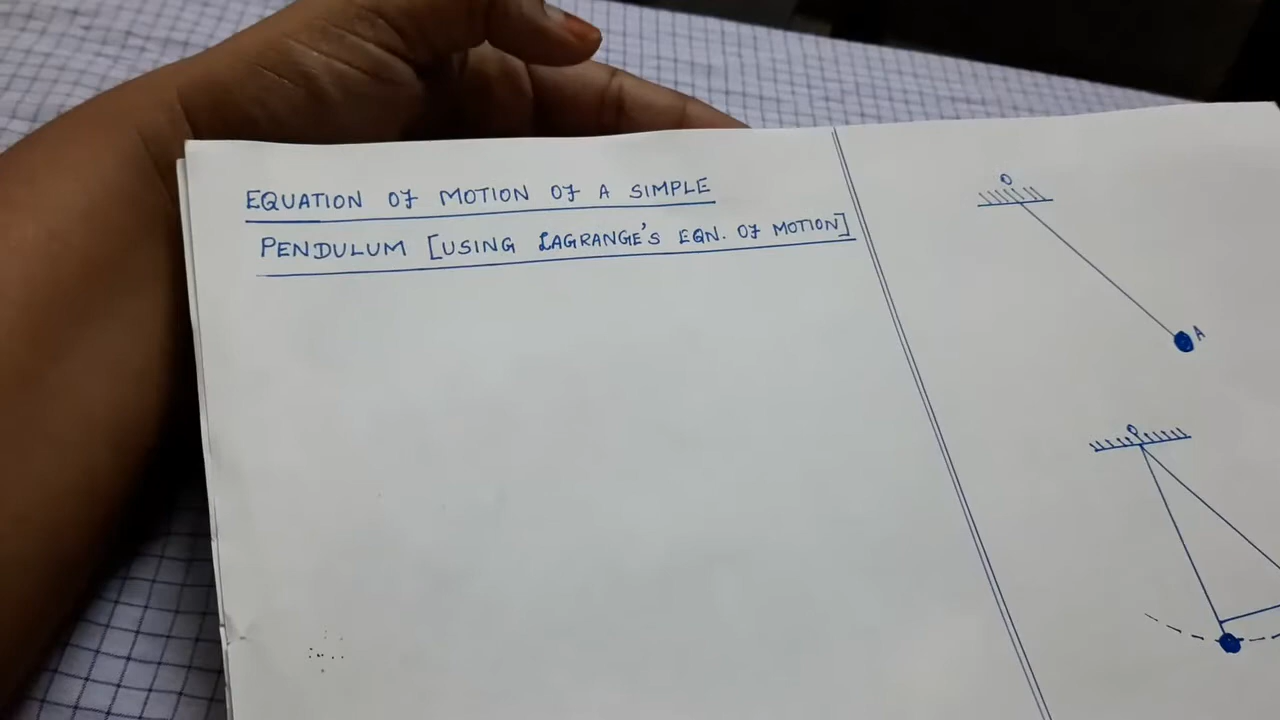 EQUATION OF MOTION OF A SIMPLE
PENDULUM [USING LAGRANGE'S EQN. OF MOTION]
O
A
O